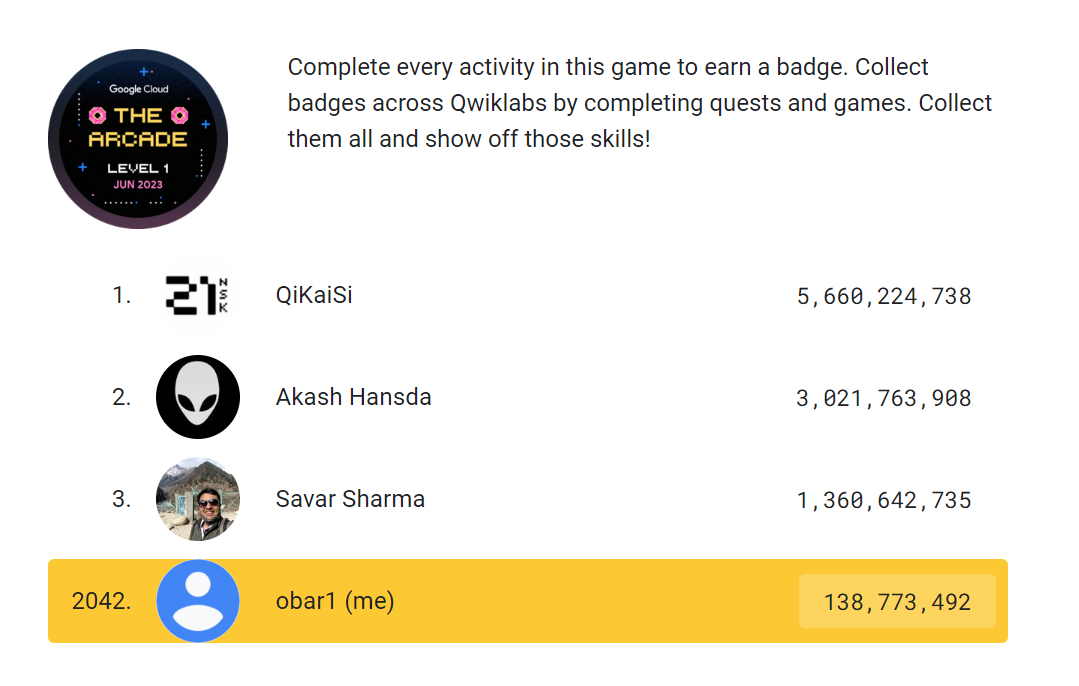 Google Cloud
THE
ARCADE
LEVEL 1
JUN 2023
Complete every activity in this game to earn a badge. Collect
badges across Qwiklabs by completing quests and games. Collect
them all and show off those skills!
1. 21 NSK QiKaiSi 5,660,224,738
2. Akash Hansda 3,021,763,908
3. Savar Sharma 1,360,642,735
2042. obar1 (me) 138,773,492